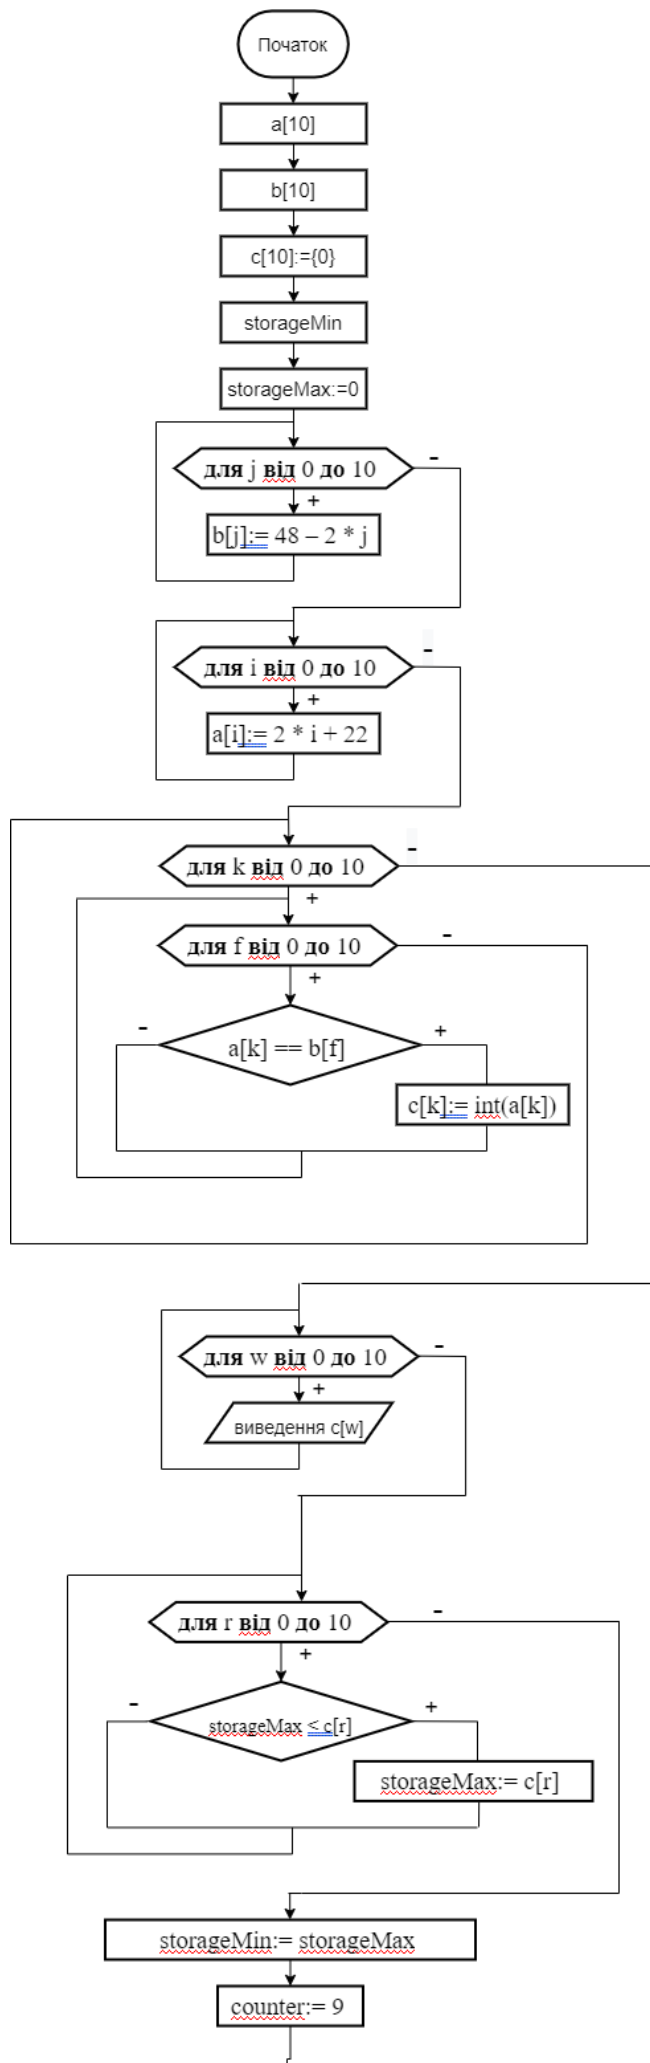 Початок
a[10]
b[10]
c[10]:={0}
storageMin
storageMax:=0
для j від 0 до 10
-
+
b[j]:= 48 – 2 * j
-
для i від 0 до 10
+
a[i]:= 2 * i + 22
-
для k від 0 до 10
+
-
для f від 0 до 10
+
-
+
a[k] == b[f]
c[k]:= int(a[k])
-
для w від 0 до 10
+
виведення c[w]
-
для r від 0 до 10
+
-
+
storageMax < c[r]
storageMax:= c[r]
storageMin:= storageMax
counter:= 9